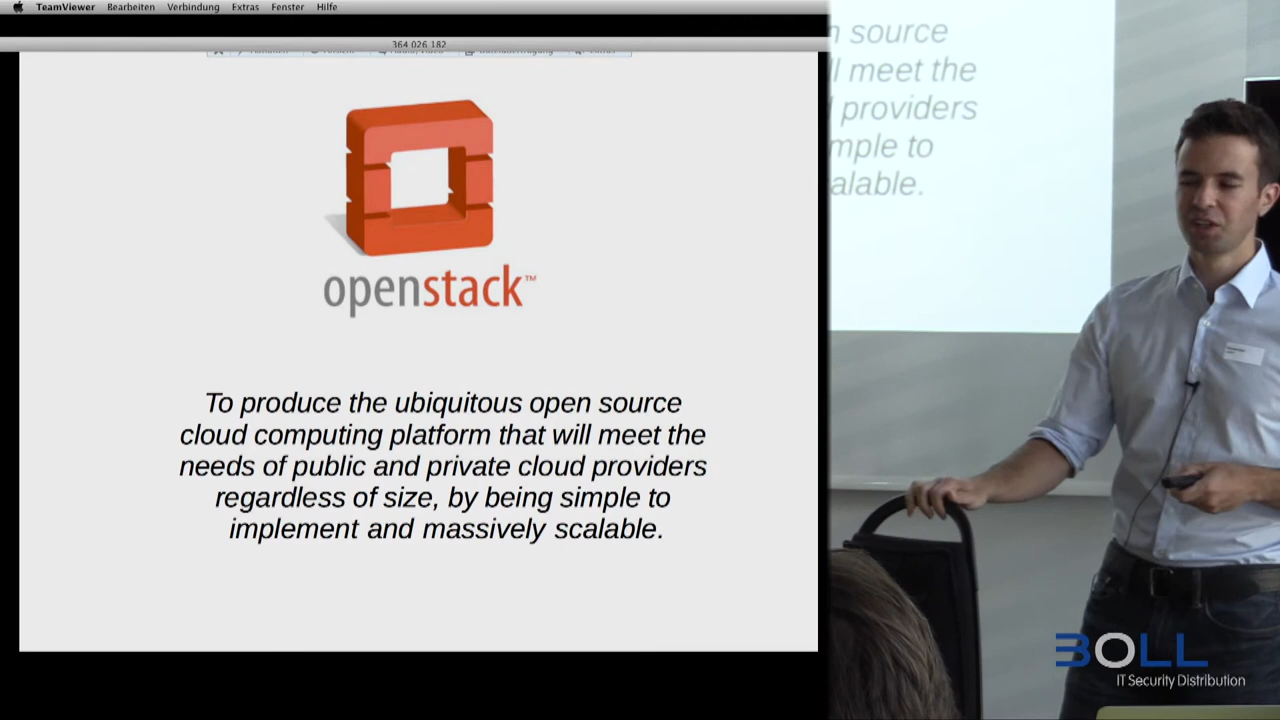 TeamViewer Bearbeiten Verbindung Extras Fenster Hilfe
364 026 182
openstack™
To produce the ubiquitous open source
cloud computing platform that will meet the
needs of public and private cloud providers
regardless of size, by being simple to
implement and massively scalable.
source
meet the
providers
to
BOLL
IT Security Distribution